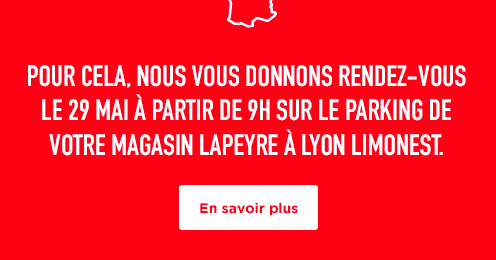 POUR CELA, NOUS VOUS DONNONS RENDEZ-VOUS
LE 29 MAI À PARTIR DE 9H SUR LE PARKING DE
VOTRE MAGASIN LAPEYRE À LYON LIMONEST.
En savoir plus